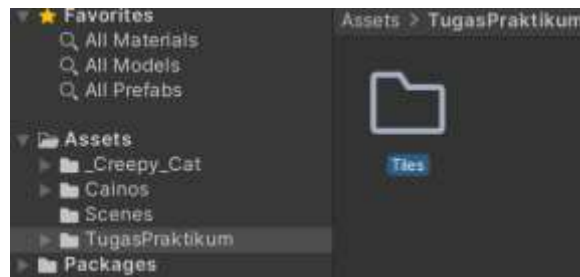 Favorites
All Materials
All Models
All Prefabs
Assets
_Creepy_Cat
Cainos
Scenes
TugasPraktikum
Packages
Assets > TugasPraktikum
Tiles